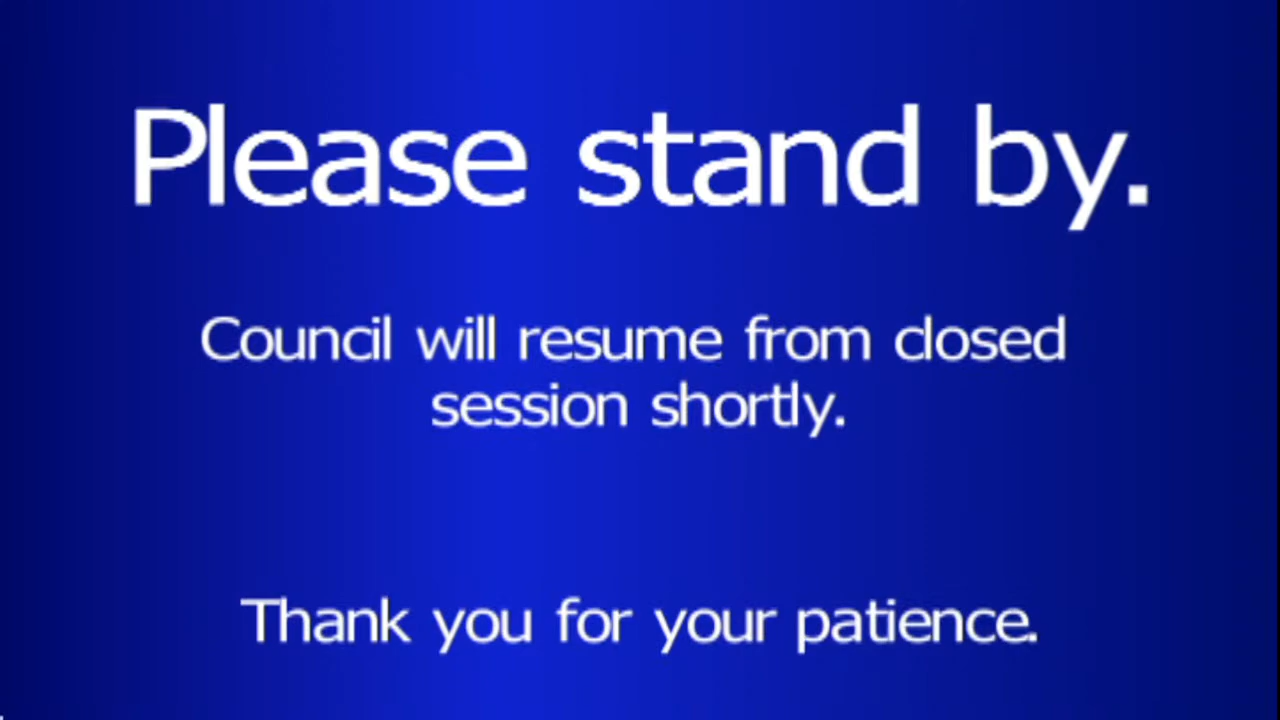 Please stand by.
Council will resume from closed
session shortly.
Thank you for your patience.